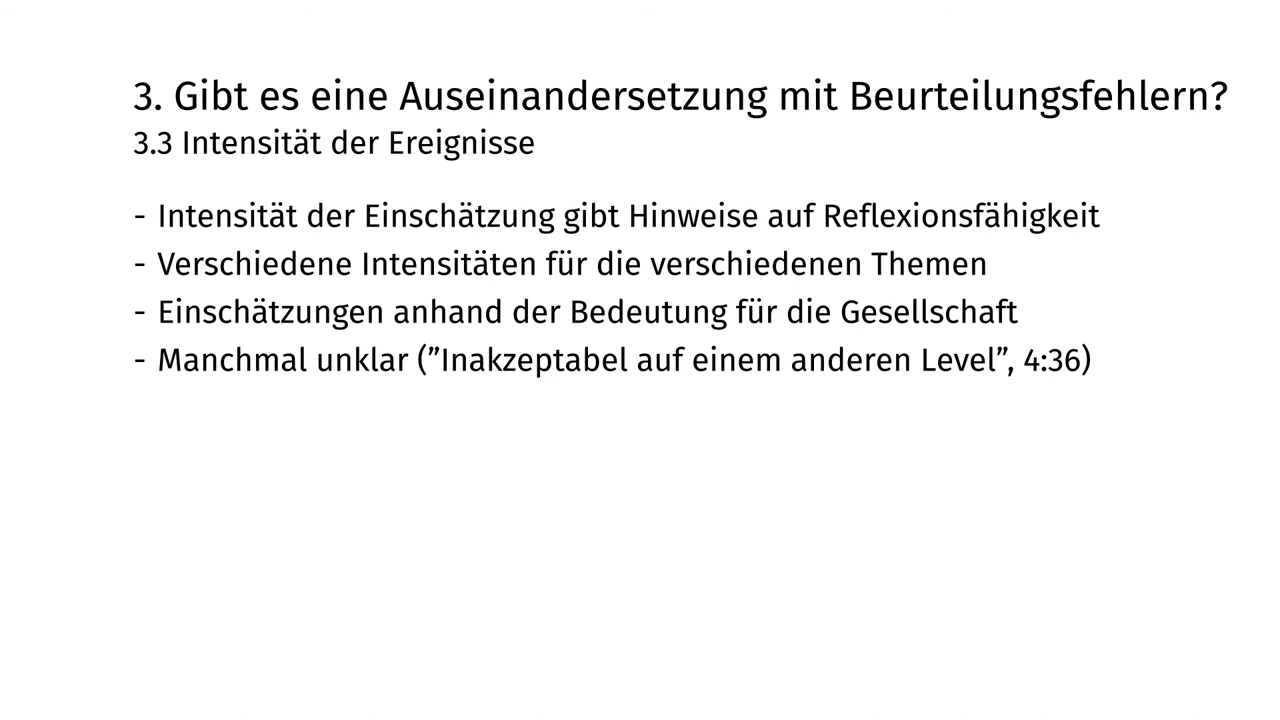 3. Gibt es eine Auseinandersetzung mit Beurteilungsfehlern?
3.3 Intensität der Ereignisse
- Intensität der Einschätzung gibt Hinweise auf Reflexionsfähigkeit
- Verschiedene Intensitäten für die verschiedenen Themen
- Einschätzungen anhand der Bedeutung für die Gesellschaft
- Manchmal unklar (”Inakzeptabel auf einem anderen Level”, 4:36)